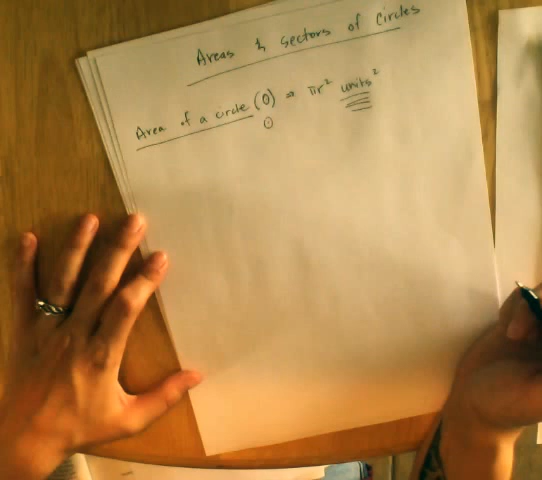 Areas & Sectors of Circles
Area of a circle (O) = πr² units²